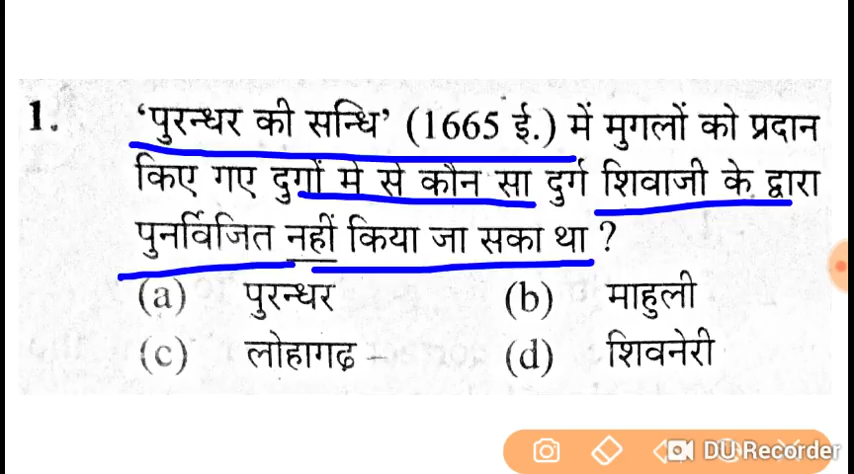 1. ‘पुरन्धर की सन्धि’ (1665 ई.) में मुगलों को प्रदान
किए गए दुर्गो मे से कौन सा दुर्ग शिवाजी के द्वारा
पुनर्विजित नहीं किया जा सका था ?
(a) पुरन्धर (b) माहुली
(c) लोहागढ़ (d) शिवनेरी
DU Recorder